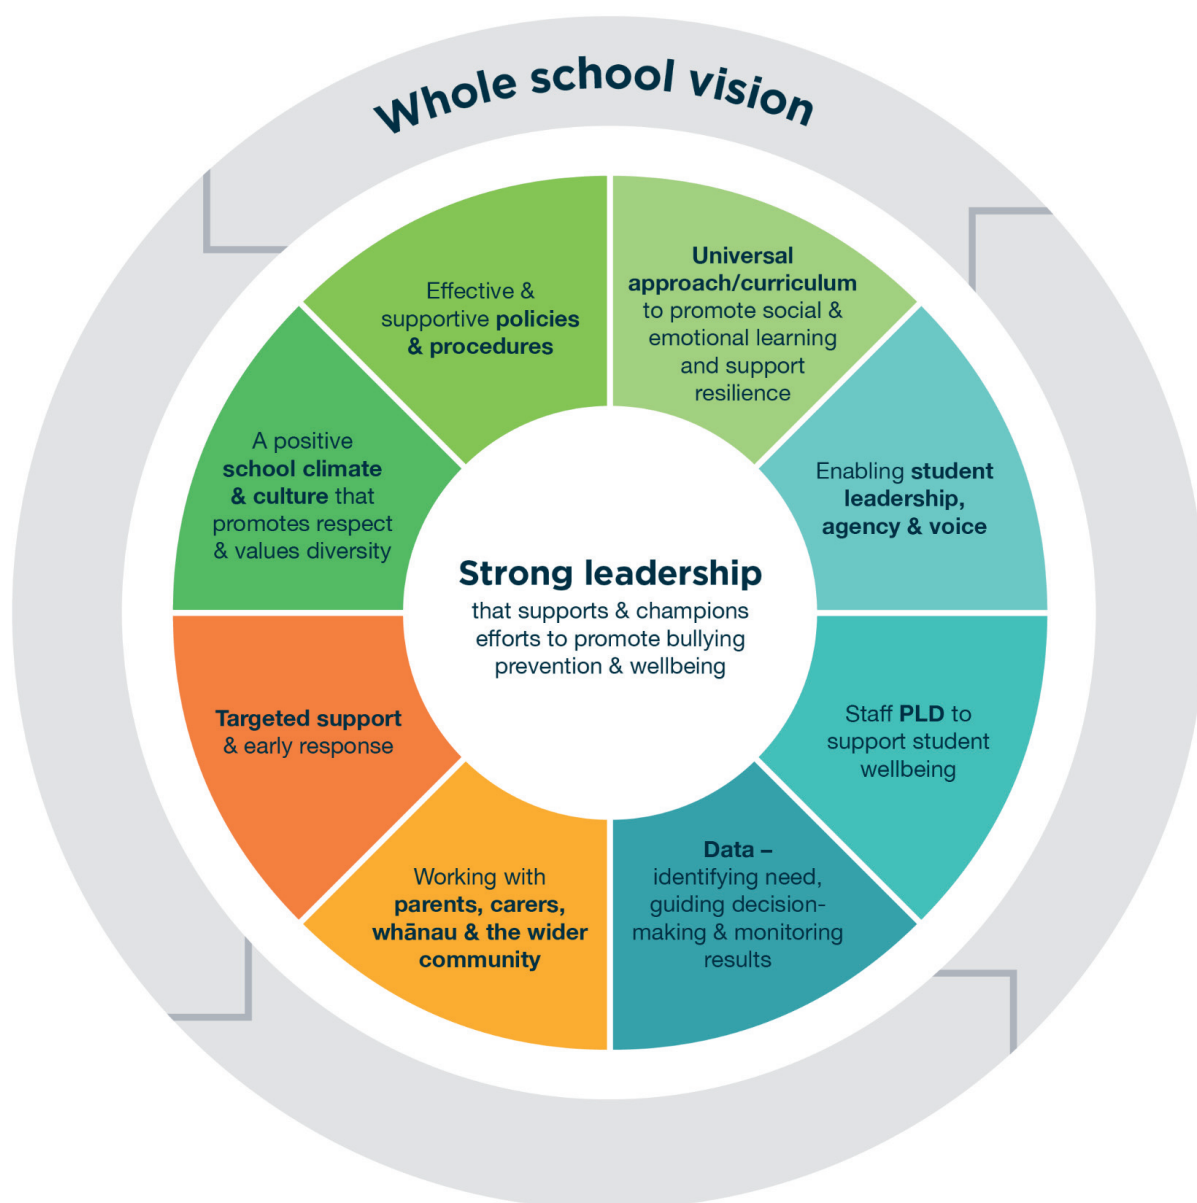 Whole school vision
Universal
approach/curriculum
to promote social &
emotional learning
and support
resilience
Enabling student
leadership,
agency & voice
Staff PLD to
support student
wellbeing
Data –
identifying need,
guiding decision-
making & monitoring
results
Working with
parents, carers,
whānau & the wider
community
Targeted support
& early response
A positive
school climate
& culture that
promotes respect
& values diversity
Effective &
supportive policies
& procedures
Strong leadership
that supports & champions
efforts to promote bullying
prevention & wellbeing